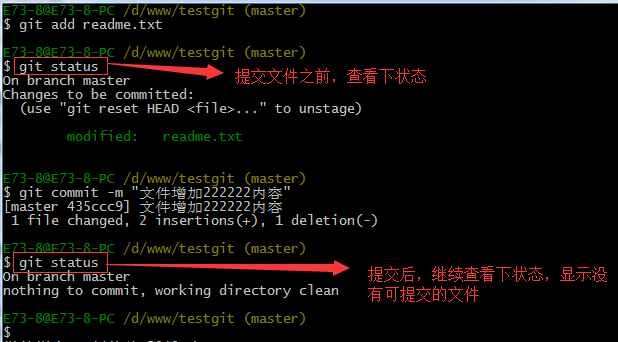 E73-8@E73-8-PC /d/www/testgit (master)
$ git add readme.txt
E73-8@E73-8-PC /d/www/testgit (master)
$ git status
提交文件之前，查看下状态
On branch master
Changes to be committed:
(use "git reset HEAD <file>..." to unstage)
modified: readme.txt
E73-8@E73-8-PC /d/www/testgit (master)
$ git commit -m "文件增加222222内容"
[master 435ccc9] 文件增加222222内容
1 file changed, 2 insertions(+), 1 deletion(-)
E73-8@E73-8-PC /d/www/testgit (master)
$ git status
提交后，继续查看下状态，显示没
有可提交的文件
On branch master
nothing to commit, working directory clean
E73-8@E73-8-PC /d/www/testgit (master)
$